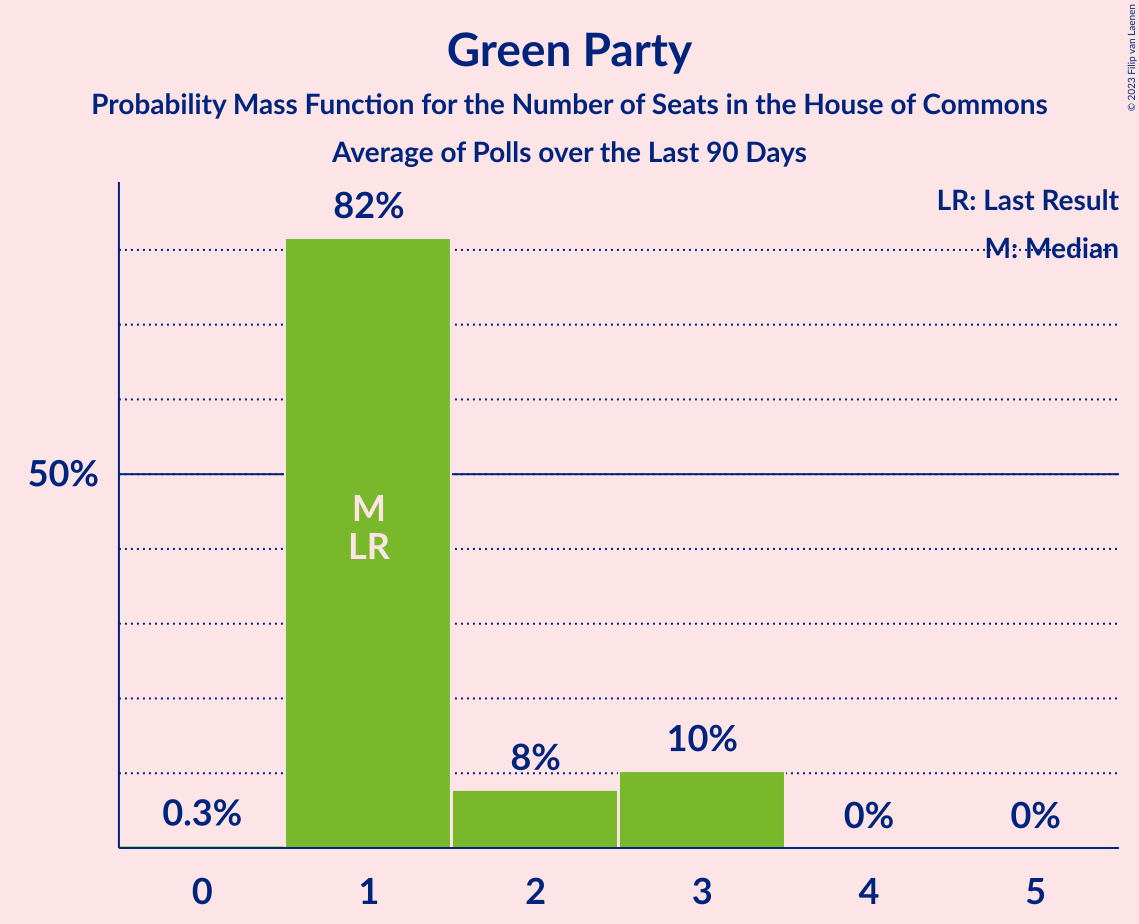 Green Party
Probability Mass Function for the Number of Seats in the House of Commons
Average of Polls over the Last 90 Days
© 2023 Filip van Laenen
LR: Last Result
M: Median
82%
50%
M
LR
10%
8%
0.3%
0%
0%
0
1
2
3
4
5